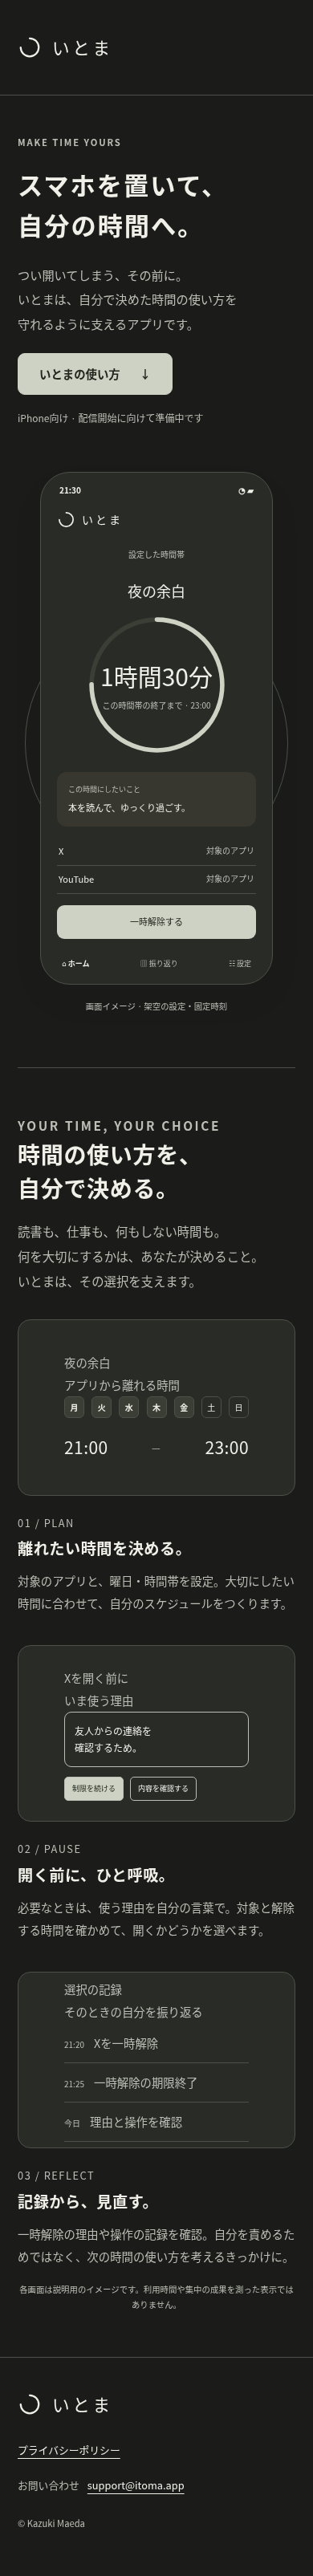 いとま
MAKE TIME YOURS
スマホを置いて、
自分の時間へ。
つい開いてしまう、その前に。
いとまは、自分で決めた時間の使い方を
守れるように支えるアプリです。
いとまの使い方 ↓
iPhone向け · 配信開始に向けて準備中です
21:30
いとま
設定した時間帯
夜の余白
1時間30分
この時間帯の終了まで · 23:00
この時間にしたいこと
本を読んで、ゆっくり過ごす。
X 対象のアプリ
YouTube 対象のアプリ
一時解除する
ホーム 振り返り 設定
画面イメージ · 架空の設定・固定時刻
YOUR TIME, YOUR CHOICE
時間の使い方を、
自分で決める。
読書も、仕事も、何もしない時間も。
何を大切にするかは、あなたが決めること。
いとまは、その選択を支えます。
夜の余白
アプリから離れる時間
月 火 水 木 金 土 日
21:00 — 23:00
01 / PLAN
離れたい時間を決める。
対象のアプリと、曜日・時間帯を設定。大切にしたい
時間に合わせて、自分のスケジュールをつくります。
Xを開く前に
いま使う理由
友人からの連絡を
確認するため。
制限を続ける 内容を確認する
02 / PAUSE
開く前に、ひと呼吸。
必要なときは、使う理由を自分の言葉で。対象と解除
する時間を確かめて、開くかどうかを選べます。
選択の記録
そのときの自分を振り返る
21:20 Xを一時解除
21:25 一時解除の期限終了
今日 理由と操作を確認
03 / REFLECT
記録から、見直す。
一時解除の理由や操作の記録を確認。自分を責めるた
めではなく、次の時間の使い方を考えるきっかけに。
各画面は説明用のイメージです。利用時間や集中の成果を測った表示では
ありません。
いとま
プライバシーポリシー
お問い合わせ support@itoma.app
© Kazuki Maeda